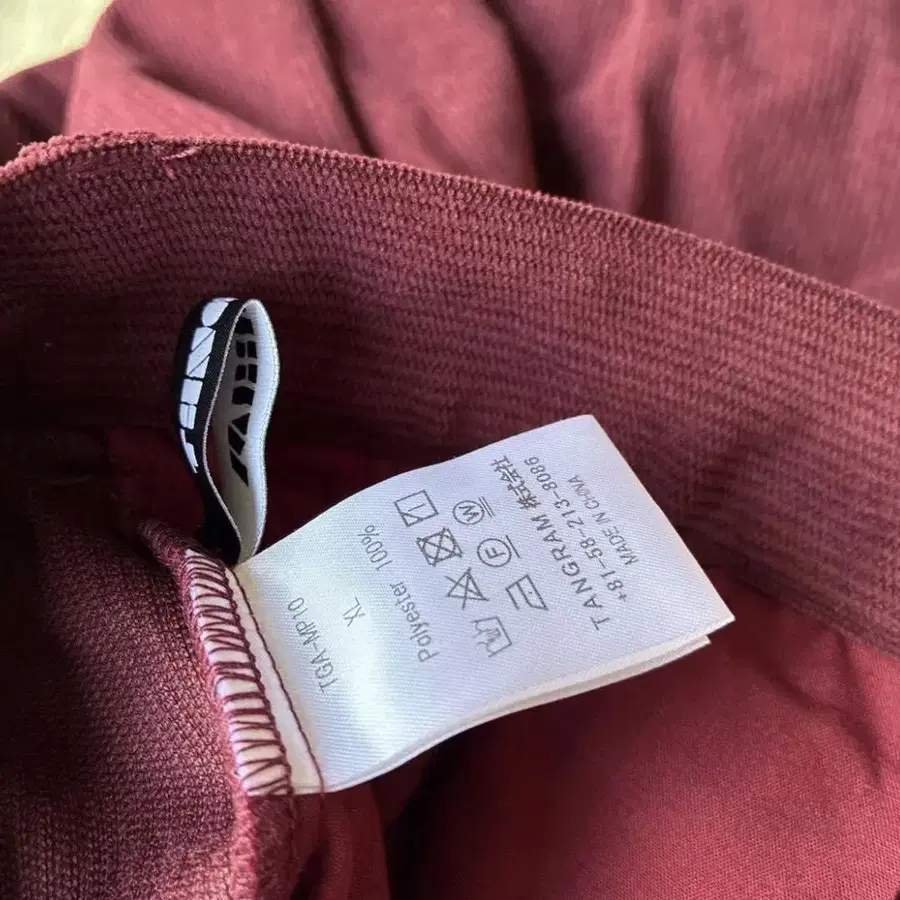 TGA-MP10
XL
Polyester 100%
W
F
TANGRAM 株式会社
+81-58-213-8086
MADE IN CHINA